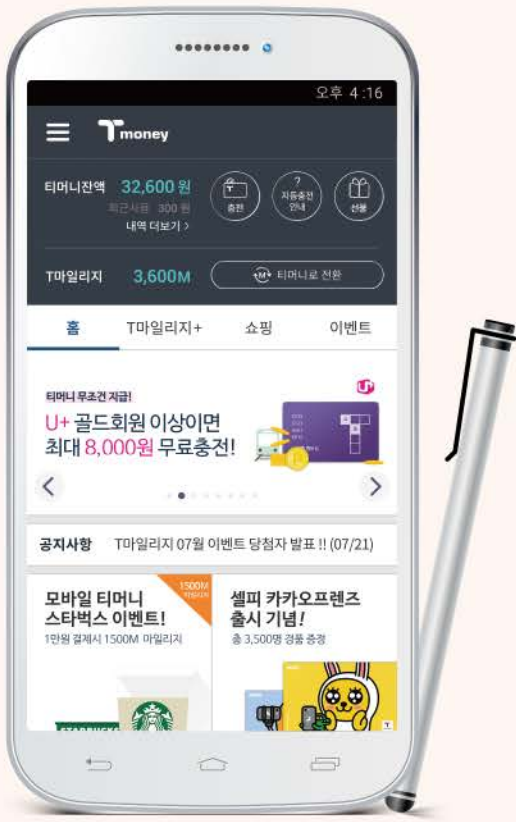 오후 4:16
Tmoney
티머니잔액 32,600 원
최근사용 300 원
내역 더보기 >
충전
?
자동충전
안내
선물
T마일리지 3,600M
M 티머니로 전환
홈 T마일리지+ 쇼핑 이벤트
티머니 무조건 지급!
U+ 골드회원 이상이면
최대 8,000원 무료충전!
U+
공지사항 T마일리지 07월 이벤트 당첨자 발표 !! (07/21)
1500M
마일리지
모바일 티머니
스타벅스 이벤트!
1만원 결제시 1500M 마일리지
셀피 카카오프렌즈
출시 기념!
총 3,500명 경품 증정
STARBUCKS